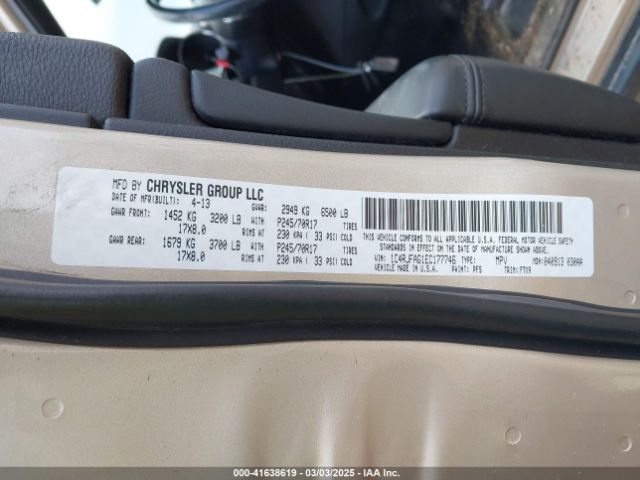 MFD BY CHRYSLER GROUP LLC
DATE OF MFR(BUILT): 4-13 GVWR: 2949 KG 6500 LB
GAWR FRONT: 1452 KG 3200 LB WITH P245/70R17 TIRES
17X8.0 RIMS AT 230 KPA ( 33 PSI) COLD
GAWR REAR: 1679 KG 3700 LB WITH P245/70R17 TIRES
17X8.0 RIMS AT 230 KPA ( 33 PSI) COLD
THIS VEHICLE CONFORMS TO ALL APPLICABLE U.S.A. FEDERAL MOTOR VEHICLE SAFETY
STANDARDS IN EFFECT ON THE DATE OF MANUFACTURE SHOWN ABOVE.
VIN: 1C4RJFAG1EC177746 TYPE: MPV MDH: 040913 030AA
VEHICLE MADE IN U.S.A. PAINT: PFS TRIM: FTX9
000-41638619 - 03/03/2025 - IAA Inc.